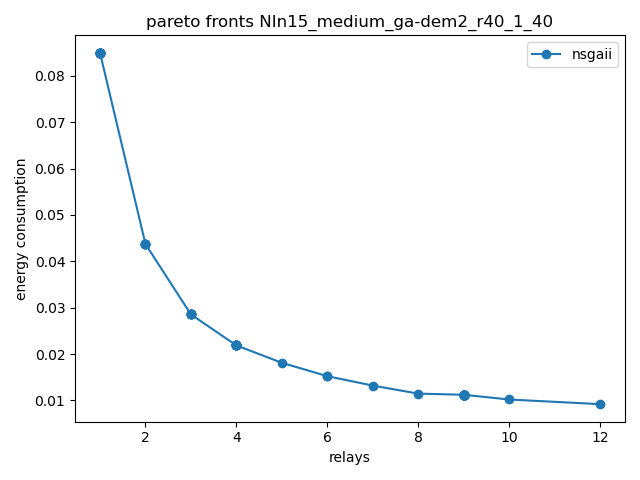 pareto fronts NIn15_medium_ga-dem2_r40_1_40
nsgaii
energy consumption
0.08
0.07
0.06
0.05
0.04
0.03
0.02
0.01
2 4 6 8 10 12
relays